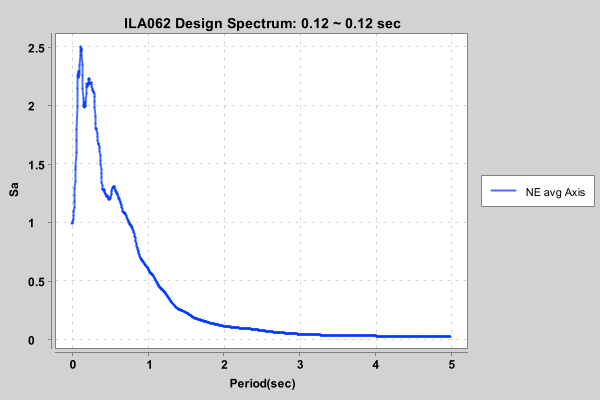 ILA062 Design Spectrum: 0.12 ~ 0.12 sec
2.5
2
1.5
1
0.5
0
Sa
0 1 2 3 4 5
Period(sec)
NE avg Axis